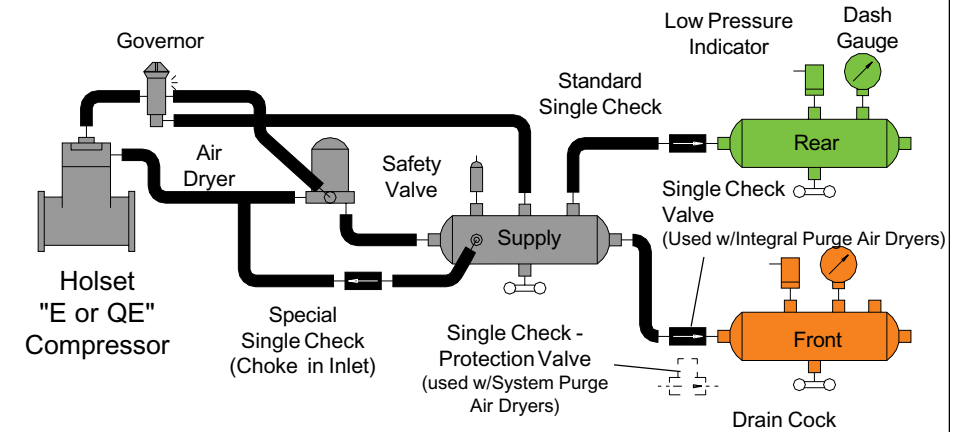 Governor
Low Pressure
Indicator
Dash
Gauge
Standard
Single Check
Air
Dryer
Safety
Valve
Rear
Single Check
Valve
(Used w/Integral Purge Air Dryers)
Supply
Holset
"E or QE"
Compressor
Special
Single Check
(Choke in Inlet)
Single Check -
Protection Valve
(used w/System Purge
Air Dryers)
Front
Drain Cock